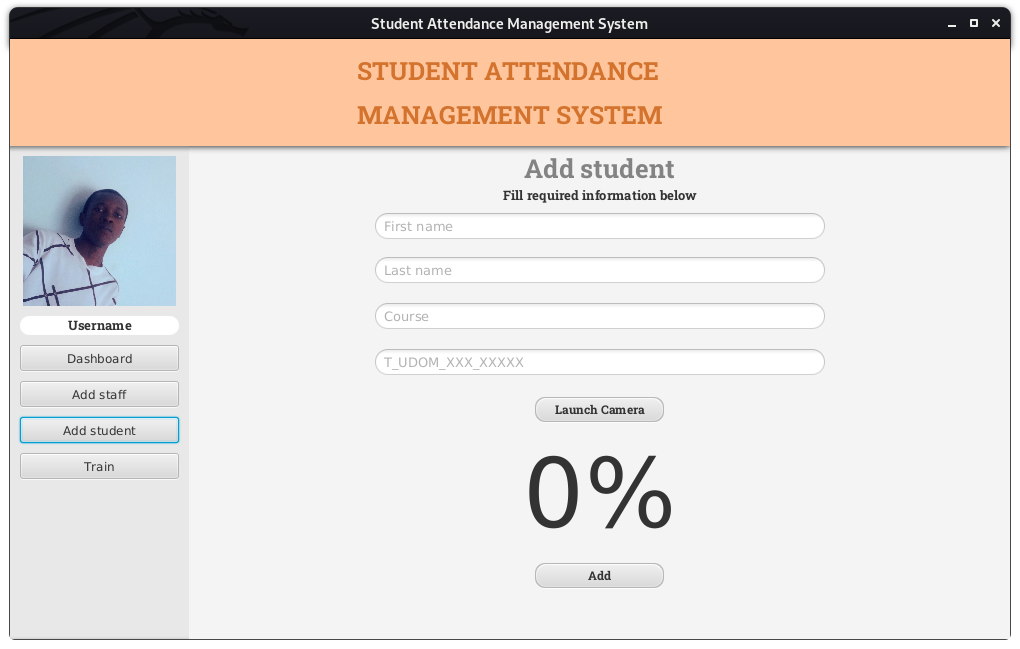 Student Attendance Management System
STUDENT ATTENDANCE
MANAGEMENT SYSTEM
Username
Dashboard
Add staff
Add student
Train
Add student
Fill required information below
First name
Last name
Course
T_UDOM_XXX_XXXXX
Launch Camera
0%
Add